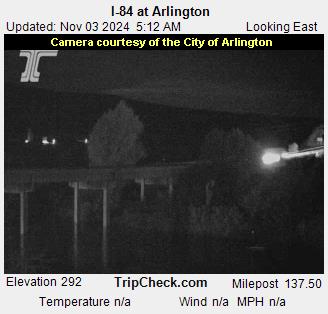 I-84 at Arlington
Updated: Nov 03 2024 5:12 AM Looking East
Camera courtesy of the City of Arlington
Elevation 292 TripCheck.com Milepost 137.50
Temperature n/a Wind n/a MPH n/a